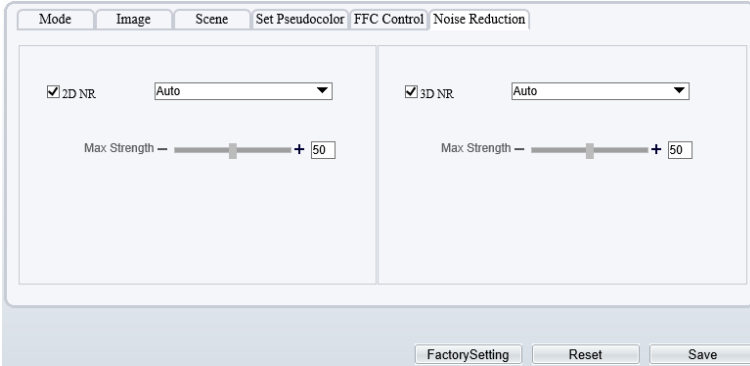 Mode Image Scene Set Pseudocolor FFC Control Noise Reduction
2D NR Auto 3D NR Auto
Max Strength − + 50 Max Strength − + 50
FactorySetting Reset Save